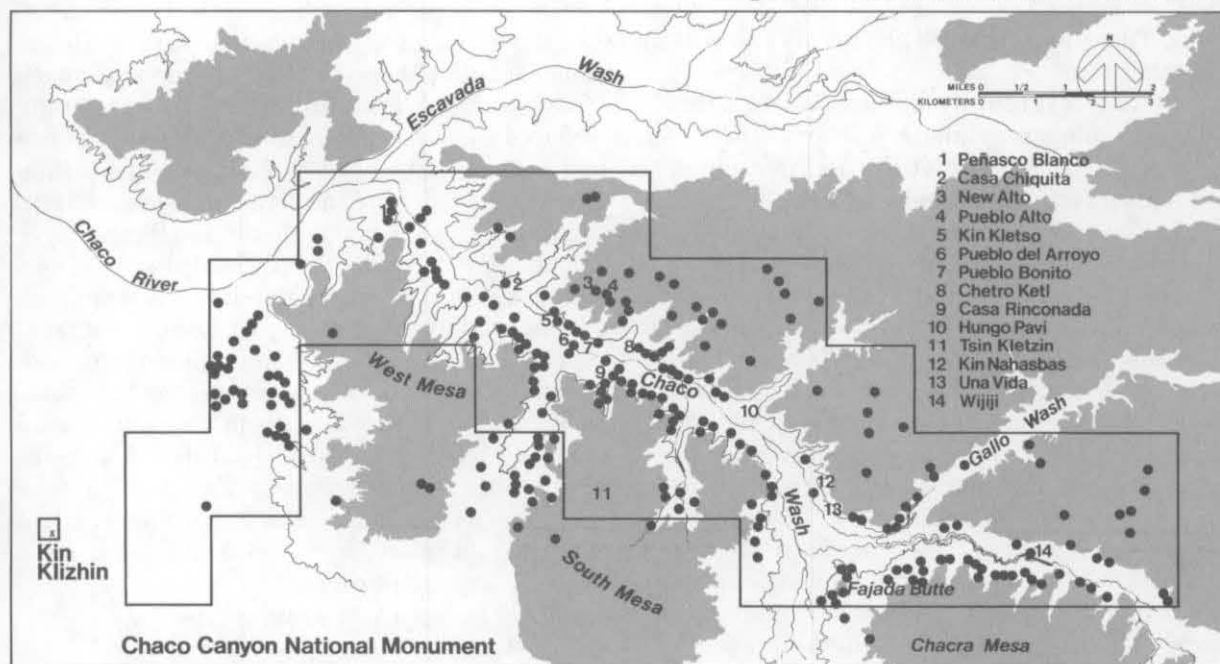 N
MILES 0 1/2 1 2
KILOMETERS 0 1 3
Escavada Wash
Chaco River
1 Peñasco Blanco
2 Casa Chiquita
3 New Alto
4 Pueblo Alto
5 Kin Kletso
6 Pueblo del Arroyo
7 Pueblo Bonito
8 Chetro Ketl
9 Casa Rinconada
10 Hungo Pavi
11 Tsin Kletzin
12 Kin Nahasbas
13 Una Vida
14 Wijiji
1
2
3 4
5
6
7
8
9
10
West Mesa
Chaco Wash
Gallo Wash
11
12
13
14
Kin
Klizhin
South Mesa
Fajada Butte
Chacra Mesa
Chaco Canyon National Monument